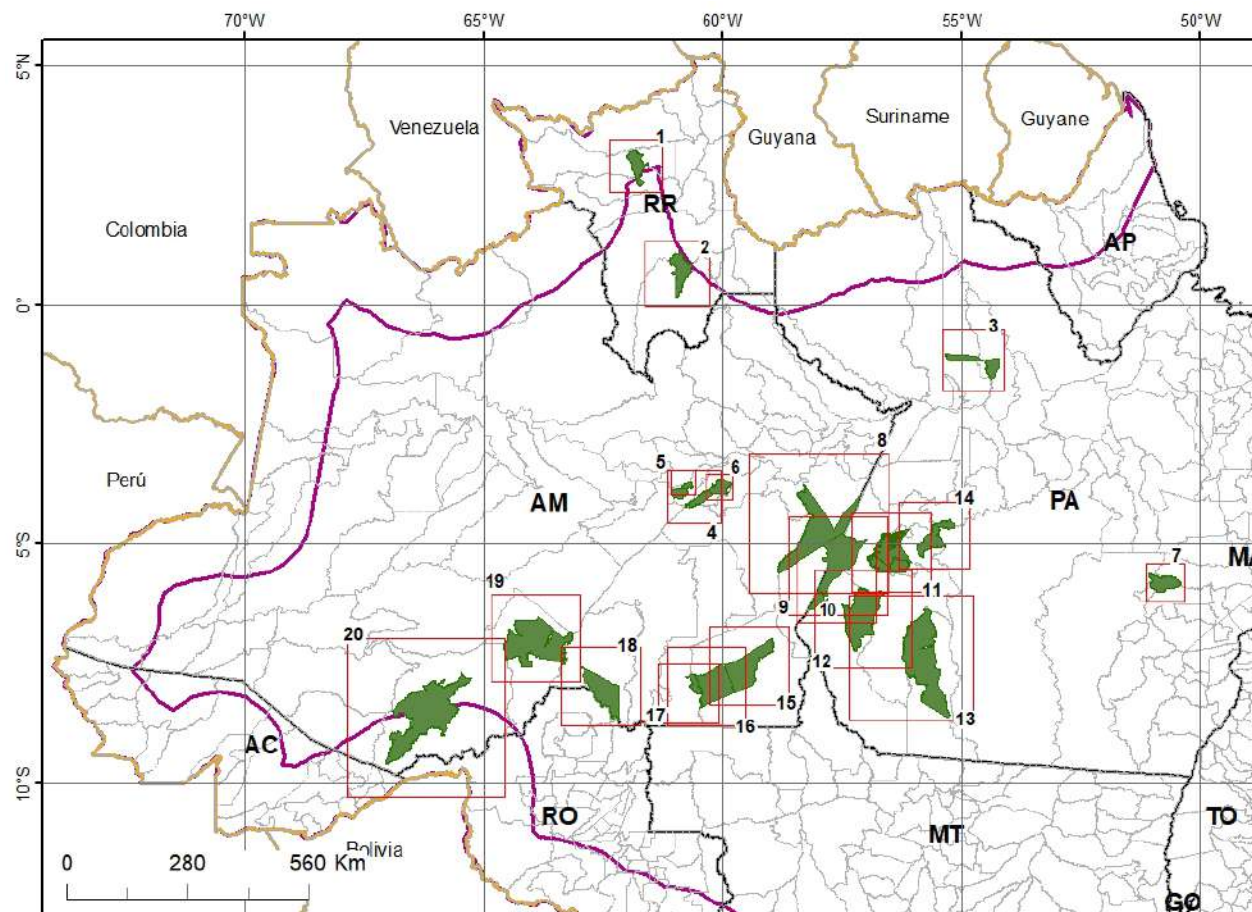 70°W 65°W 60°W 55°W 50°W
5°N
Venezuela
Guyana
Suriname
Guyane
1
RR
Colombia
2
AP
0°
3
Perú
5
6
8
AM
14
PA
4
5°S
MA
7
19
9
10
11
18
20
12
17
15
16
13
AC
10°S
RO
MT
TO
Bolivia
0 280 560 Km
GO